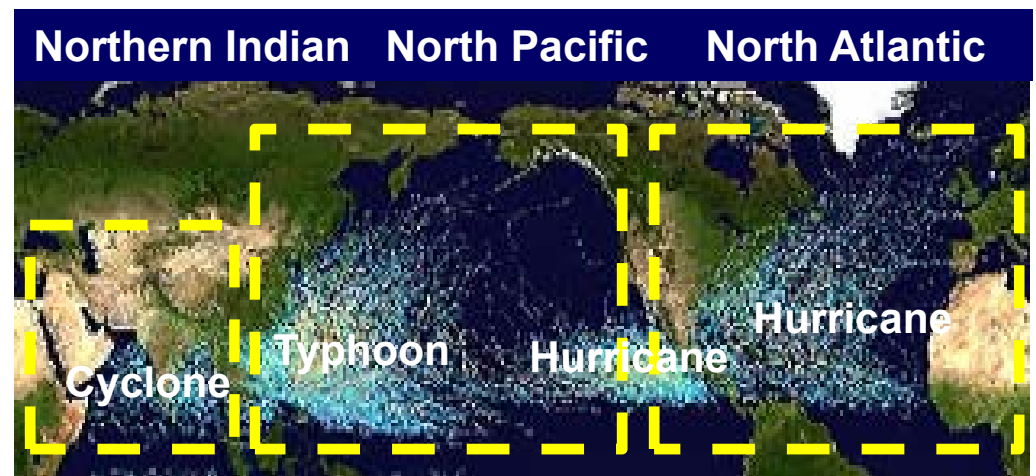 Northern Indian North Pacific North Atlantic
Hurricane
Typhoon Hurricane
Cyclone